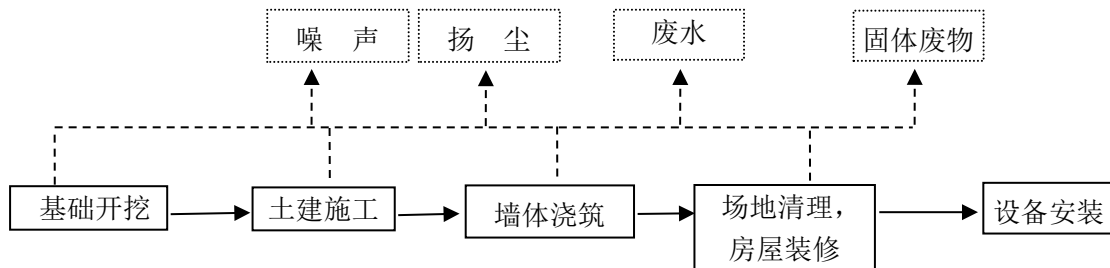 噪 声
扬 尘
废水
固体废物
基础开挖
土建施工
墙体浇筑
场地清理，
房屋装修
设备安装